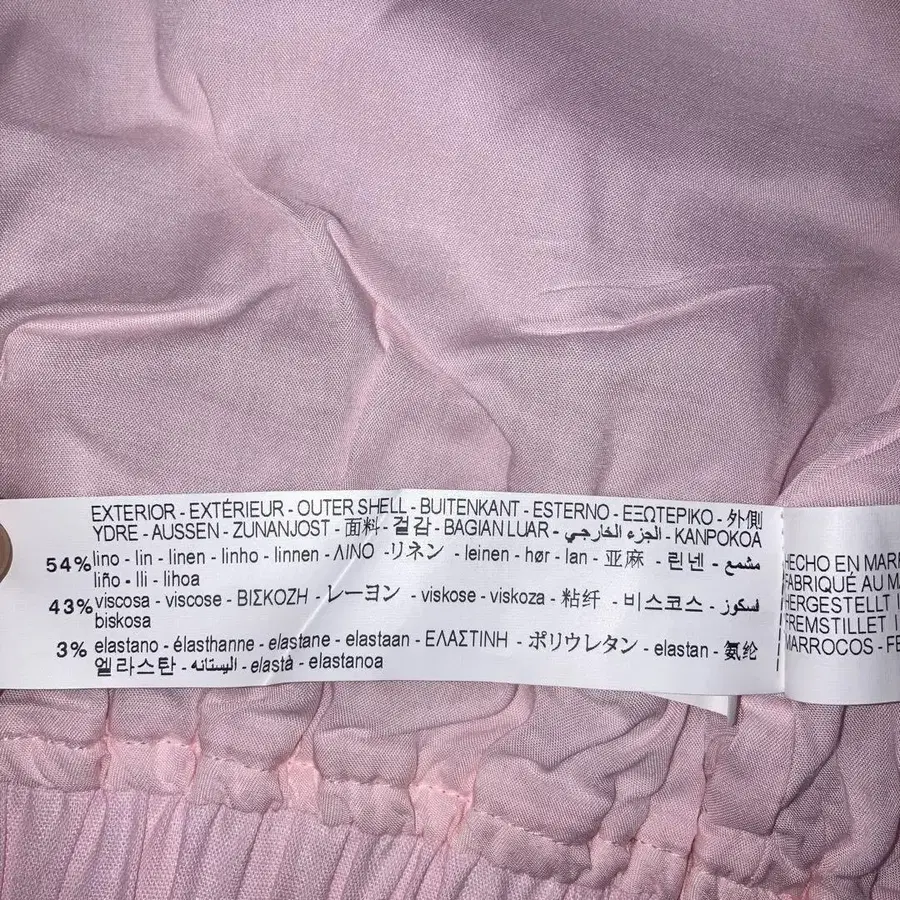 EXTERIOR - EXTÉRIEUR - OUTER SHELL - BUITENKANT - ESTERNO - ΕΞΩΤΕΡΙΚΟ - 外側
YDRE - AUSSEN - ZUNANJOST - 面料 - 겉감 - BAGIAN LUAR - الجزء الخارجي - KANPOKOA
54% lino - lin - linen - linho - linnen - ΛΙΝΟ - リネン - leinen - hør - lan - 亚麻 - 린넨 - مشمع
liño - lli - lihoa
43% viscosa - viscose - ΒΙΣΚΟΖΗ - レーヨン - viskose - viskoza - 粘纤 - 비스코스 - فسكوز
biskosa
3% elastano - élasthanne - elastane - elastaan - ΕΛΑΣΤΙΝΗ - ポリウレタン - elastan - 氨纶
엘라스탄 - اليستانه - elastà - elastanoa
HECHO EN MARR
FABRIQUÉ AU MA
HERGESTELLT I
FREMSTILLET I
MARROCOS - FE